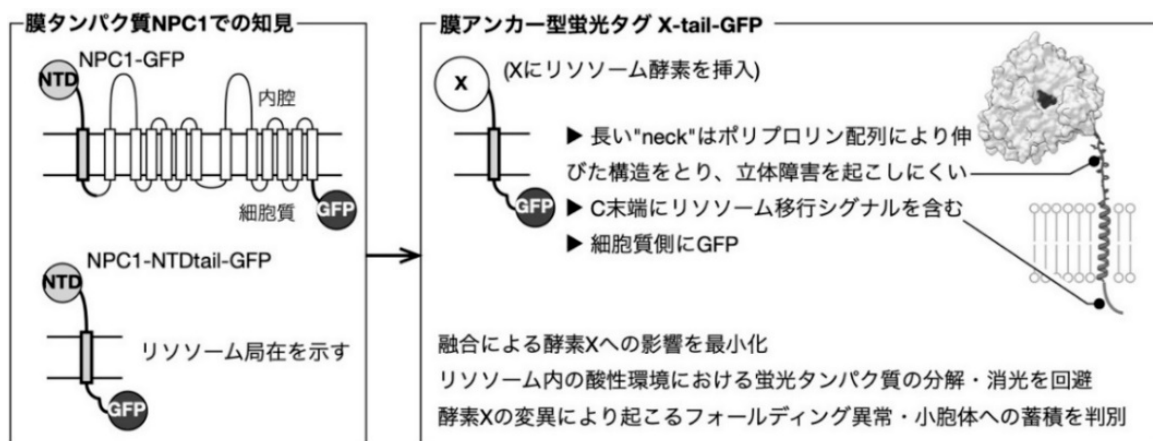 膜タンパク質NPC1での知見
NPC1-GFP
NTD
内腔
細胞質
GFP
NPC1-NTDtail-GFP
NTD
リソソーム局在を示す
GFP
膜アンカー型蛍光タグ X-tail-GFP
X
(Xにリソソーム酵素を挿入)
GFP
▶ 長い"neck"はポリプロリン配列により伸
びた構造をとり、立体障害を起こしにくい
▶ C末端にリソソーム移行シグナルを含む
▶ 細胞質側にGFP
融合による酵素Xへの影響を最小化
リソソーム内の酸性環境における蛍光タンパク質の分解・消光を回避
酵素Xの変異により起こるフォールディング異常・小胞体への蓄積を判別